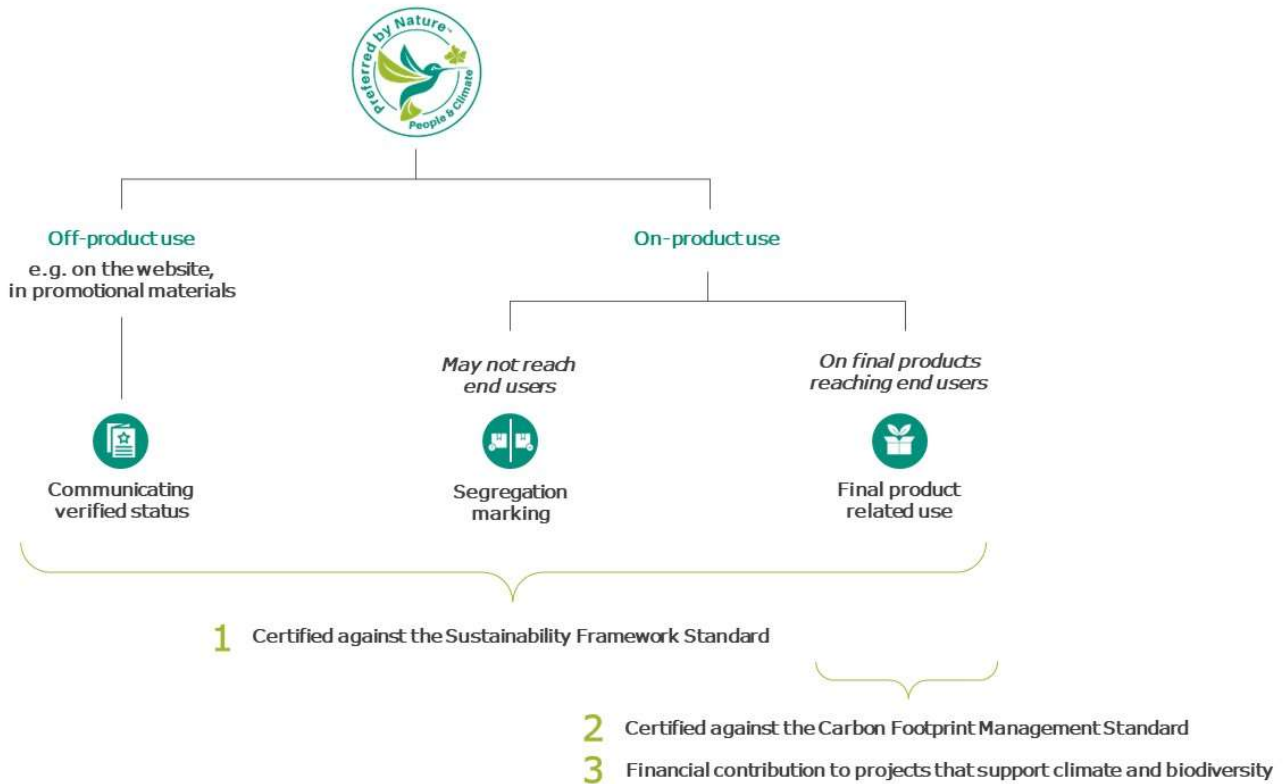 Preferred by Nature™
People & Climate
Off-product use
e.g. on the website,
in promotional materials
On-product use
May not reach
end users
On final products
reaching end users
Communicating
verified status
Segregation
marking
Final product
related use
1 Certified against the Sustainability Framework Standard
2 Certified against the Carbon Footprint Management Standard
3 Financial contribution to projects that support climate and biodiversity